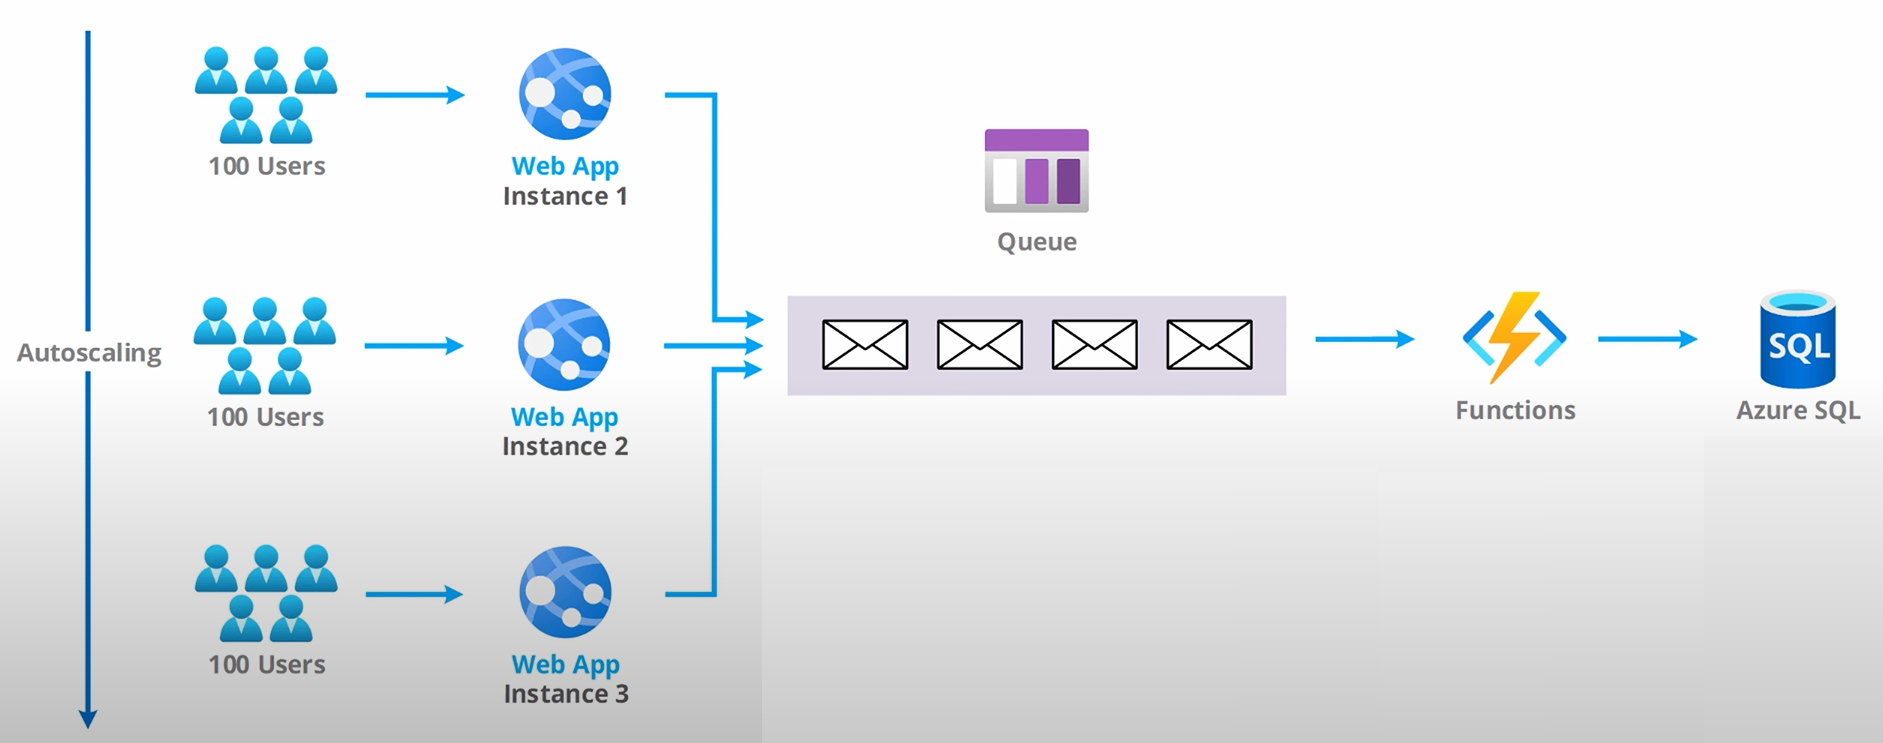 100 Users
Web App
Instance 1
Queue
Autoscaling
100 Users
Web App
Instance 2
SQL
Functions
Azure SQL
100 Users
Web App
Instance 3